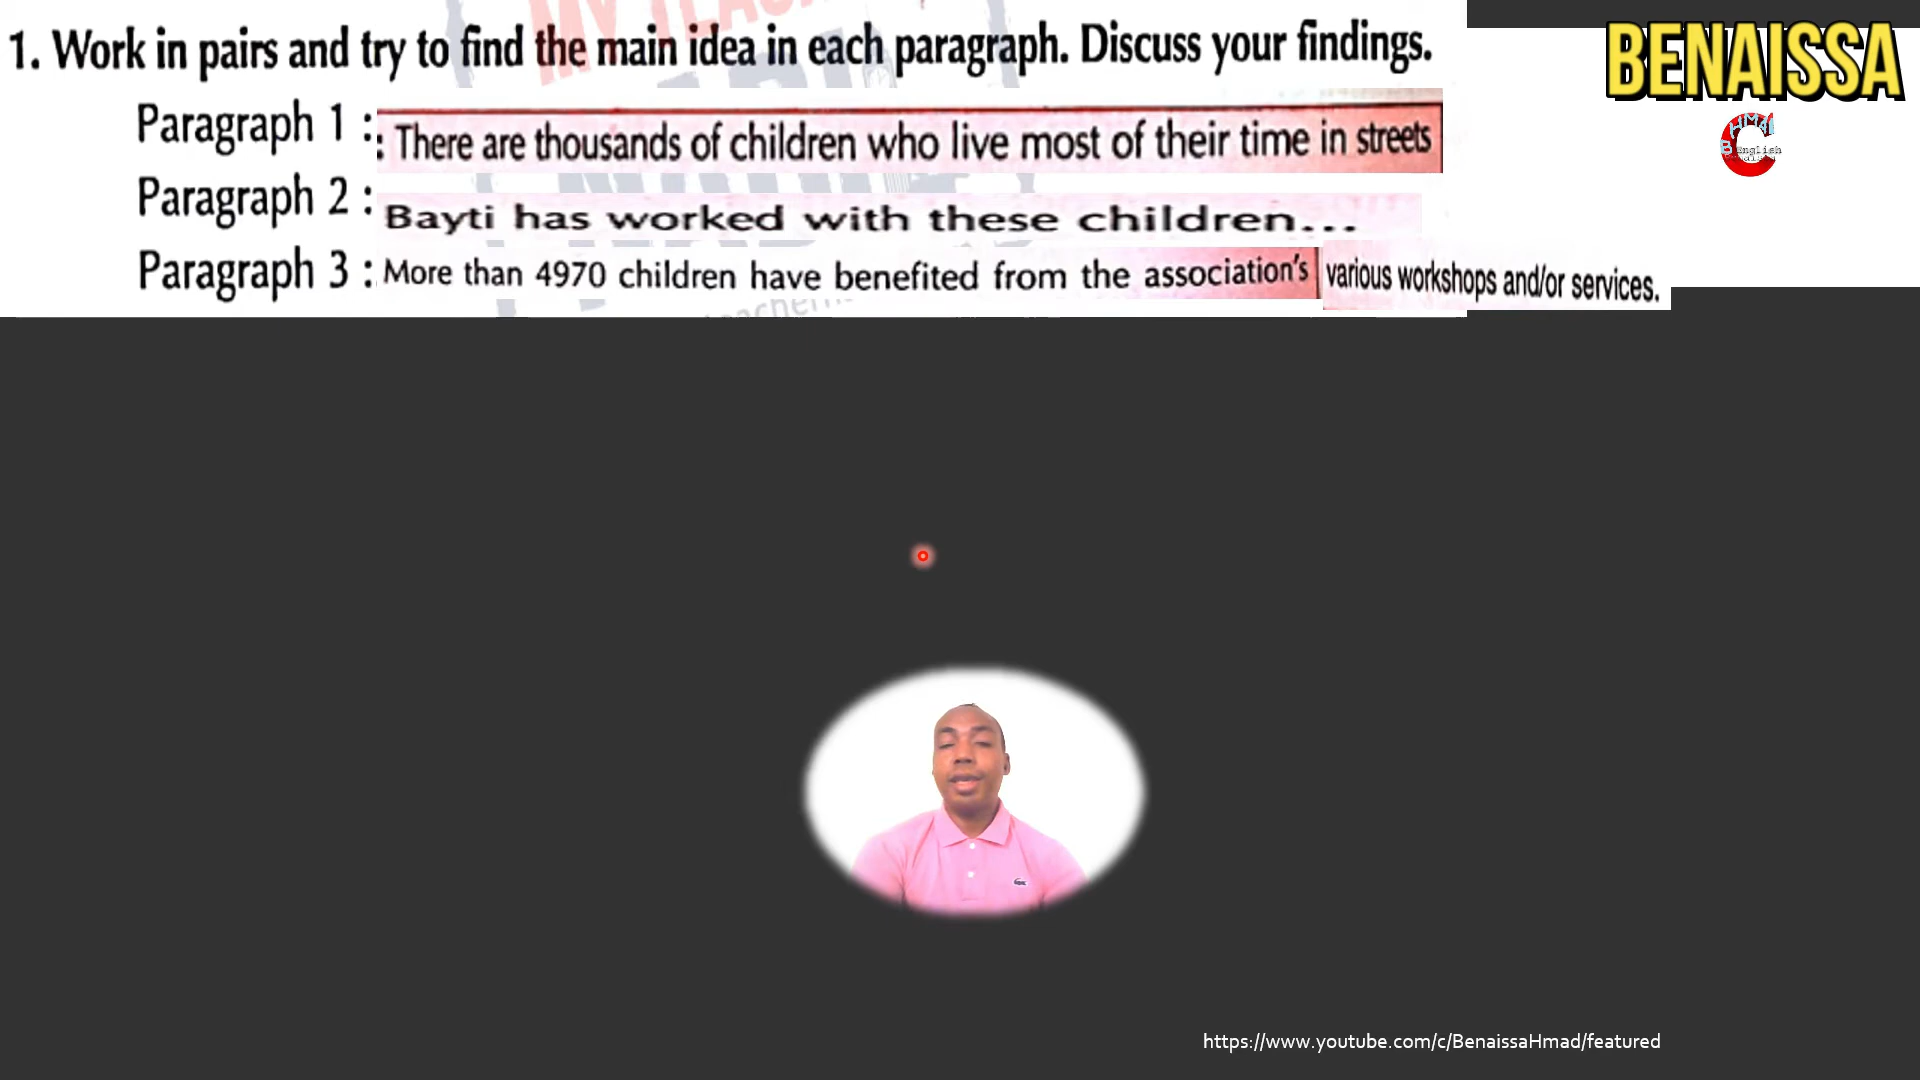 1. Work in pairs and try to find the main idea in each paragraph. Discuss your findings.
BENAISSA
Paragraph 1 : : There are thousands of children who live most of their time in streets
HMAD
B English
Paragraph 2 : Bayti has worked with these children...
Paragraph 3 : More than 4970 children have benefited from the association's various workshops and/or services.
https://www.youtube.com/c/BenaissaHmad/featured